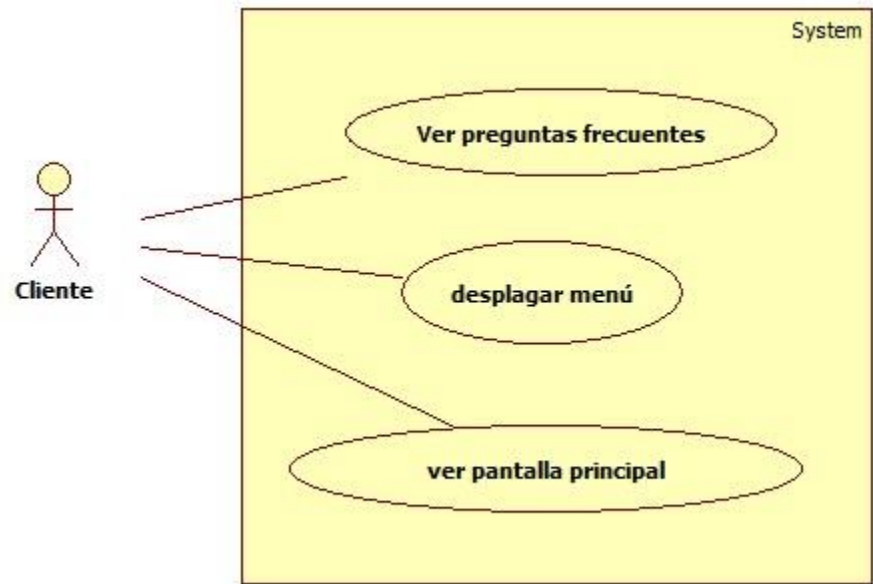 System
Ver preguntas frecuentes
Cliente
desplagar menú
ver pantalla principal